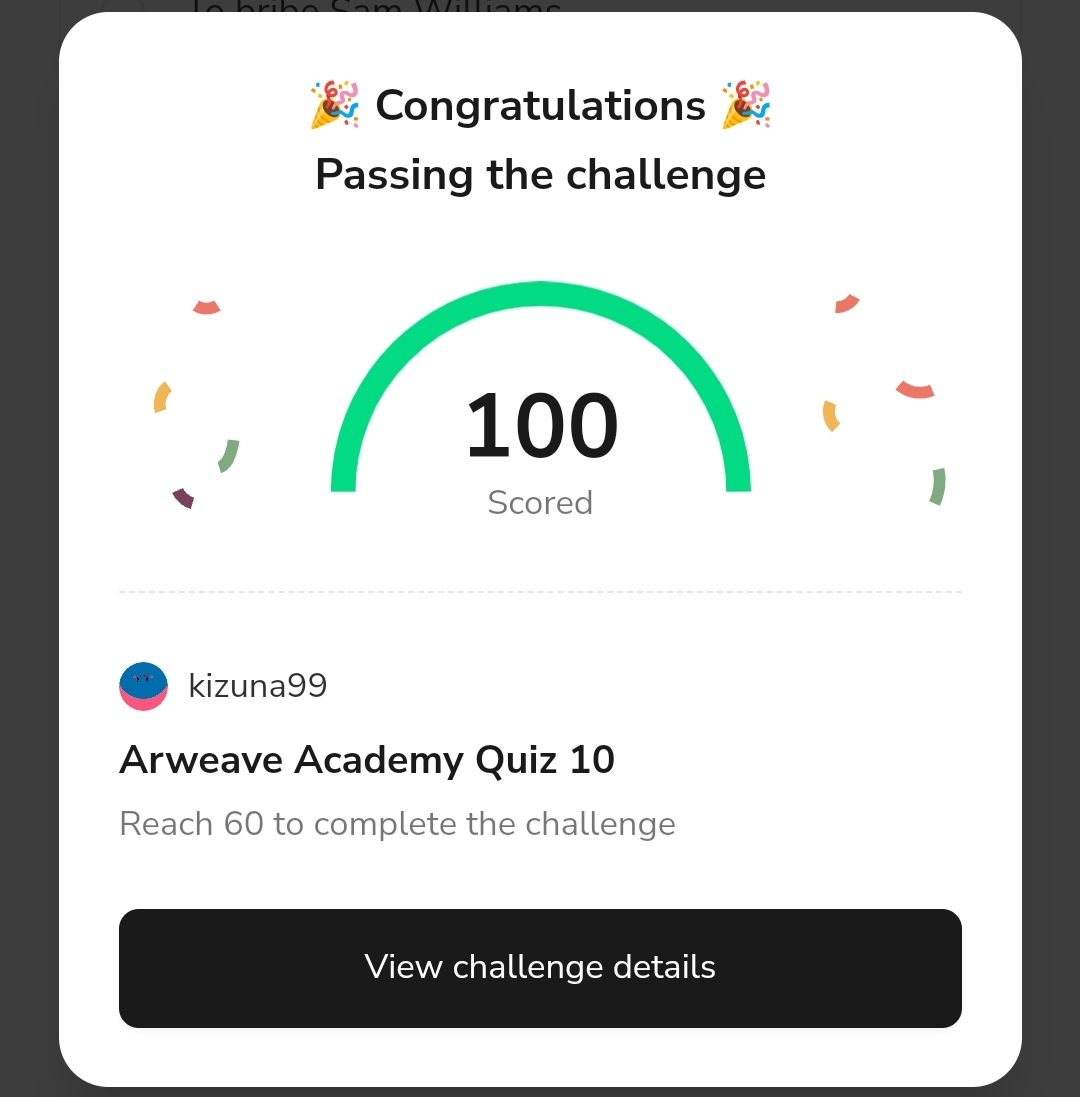 To bribe Sam Williams
🎉 Congratulations 🎉
Passing the challenge
100
Scored
kizuna99
Arweave Academy Quiz 10
Reach 60 to complete the challenge
View challenge details